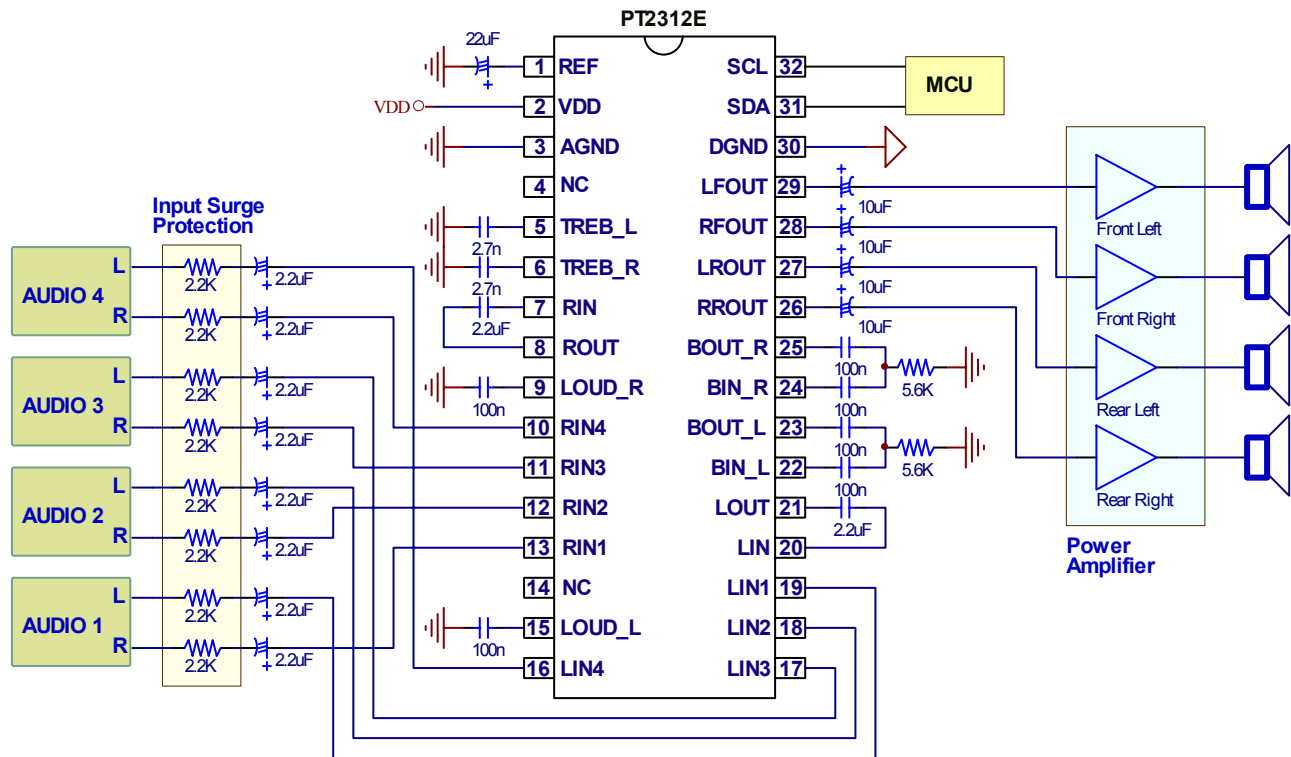 PT2312E
22uF
+
1 REF
VDD
2 VDD
3 AGND
4 NC
5 TREB_L
2.7n
6 TREB_R
2.7n
7 RIN
2.2uF
8 ROUT
9 LOUD_R
100n
10 RIN4
11 RIN3
12 RIN2
13 RIN1
14 NC
15 LOUD_L
100n
16 LIN4
SCL 32
SDA 31
MCU
DGND 30
LFOUT 29
+
10uF
RFOUT 28
+
10uF
LROUT 27
+
10uF
RROUT 26
+
10uF
BOUT_R 25
100n
BIN_R 24
100n
5.6K
BOUT_L 23
100n
BIN_L 22
100n
5.6K
LOUT 21
2.2uF
LIN 20
LIN1 19
LIN2 18
LIN3 17
Input Surge
Protection
AUDIO 4
L
2.2K
+ 2.2uF
R
2.2K
+ 2.2uF
AUDIO 3
L
2.2K
+ 2.2uF
R
2.2K
+ 2.2uF
AUDIO 2
L
2.2K
+ 2.2uF
R
2.2K
+ 2.2uF
AUDIO 1
L
2.2K
+ 2.2uF
R
2.2K
+ 2.2uF
Front Left
Front Right
Rear Left
Rear Right
Power
Amplifier